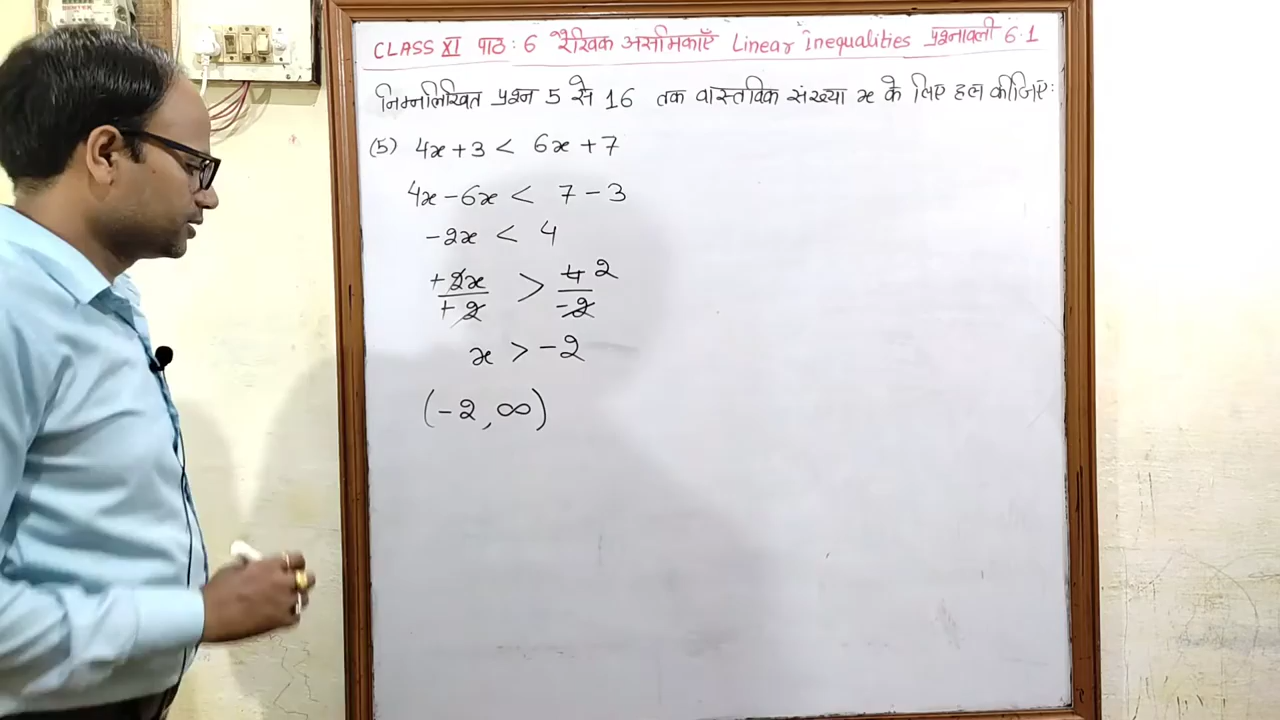 CLASS XI पाठ : 6 रैखिक असमिकाएँ Linear Inequalities प्रश्नावली 6.1
निम्नलिखित प्रश्न 5 से 16 तक वास्तविक संख्या x के लिए हल कीजिए:
(5) 4x + 3 < 6x + 7
4x - 6x < 7 - 3
-2x < 4
+2x/+2 > 4/-2 2
x > -2
(-2, ∞)